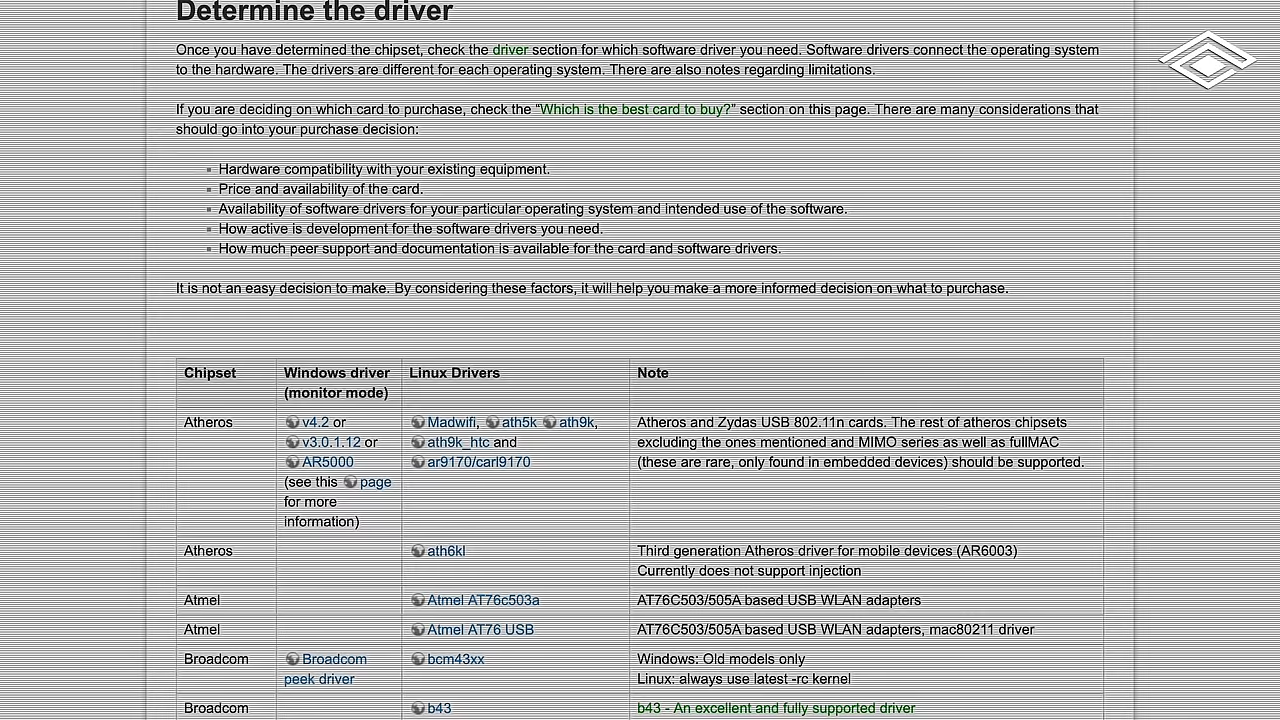 Determine the driver
Once you have determined the chipset, check the driver section for which software driver you need. Software drivers connect the operating system
to the hardware. The drivers are different for each operating system. There are also notes regarding limitations.
If you are deciding on which card to purchase, check the “Which is the best card to buy?” section on this page. There are many considerations that
should go into your purchase decision:
Hardware compatibility with your existing equipment.
Price and availability of the card.
Availability of software drivers for your particular operating system and intended use of the software.
How active is development for the software drivers you need.
How much peer support and documentation is available for the card and software drivers.
It is not an easy decision to make. By considering these factors, it will help you make a more informed decision on what to purchase.
Chipset Windows driver Linux Drivers Note
(monitor mode)
Atheros v4.2 or Madwifi, ath5k ath9k, Atheros and Zydas USB 802.11n cards. The rest of atheros chipsets
v3.0.1.12 or ath9k_htc and excluding the ones mentioned and MIMO series as well as fullMAC
AR5000 ar9170/carl9170 (these are rare, only found in embedded devices) should be supported.
(see this page
for more
information)
Atheros ath6kl Third generation Atheros driver for mobile devices (AR6003)
Currently does not support injection
Atmel Atmel AT76c503a AT76C503/505A based USB WLAN adapters
Atmel Atmel AT76 USB AT76C503/505A based USB WLAN adapters, mac80211 driver
Broadcom Broadcom bcm43xx Windows: Old models only
peek driver Linux: always use latest -rc kernel
Broadcom b43 b43 - An excellent and fully supported driver